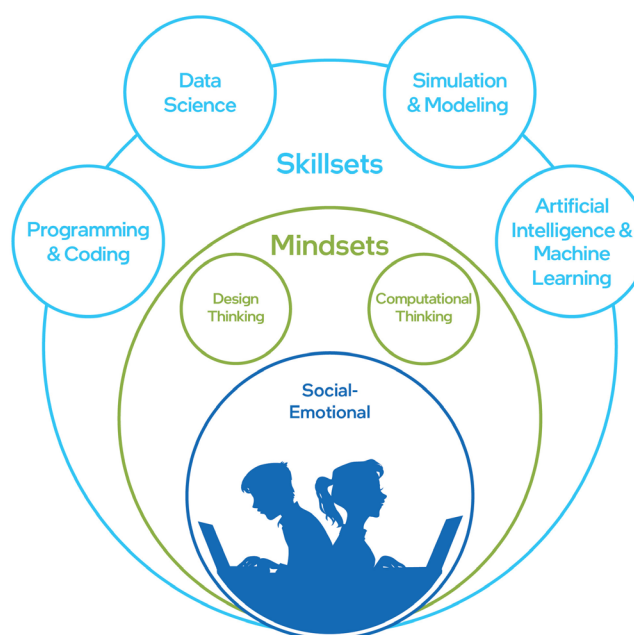 Data
Science
Simulation
& Modeling
Skillsets
Programming
& Coding
Artificial
Intelligence &
Machine
Learning
Mindsets
Design
Thinking
Computational
Thinking
Social-
Emotional